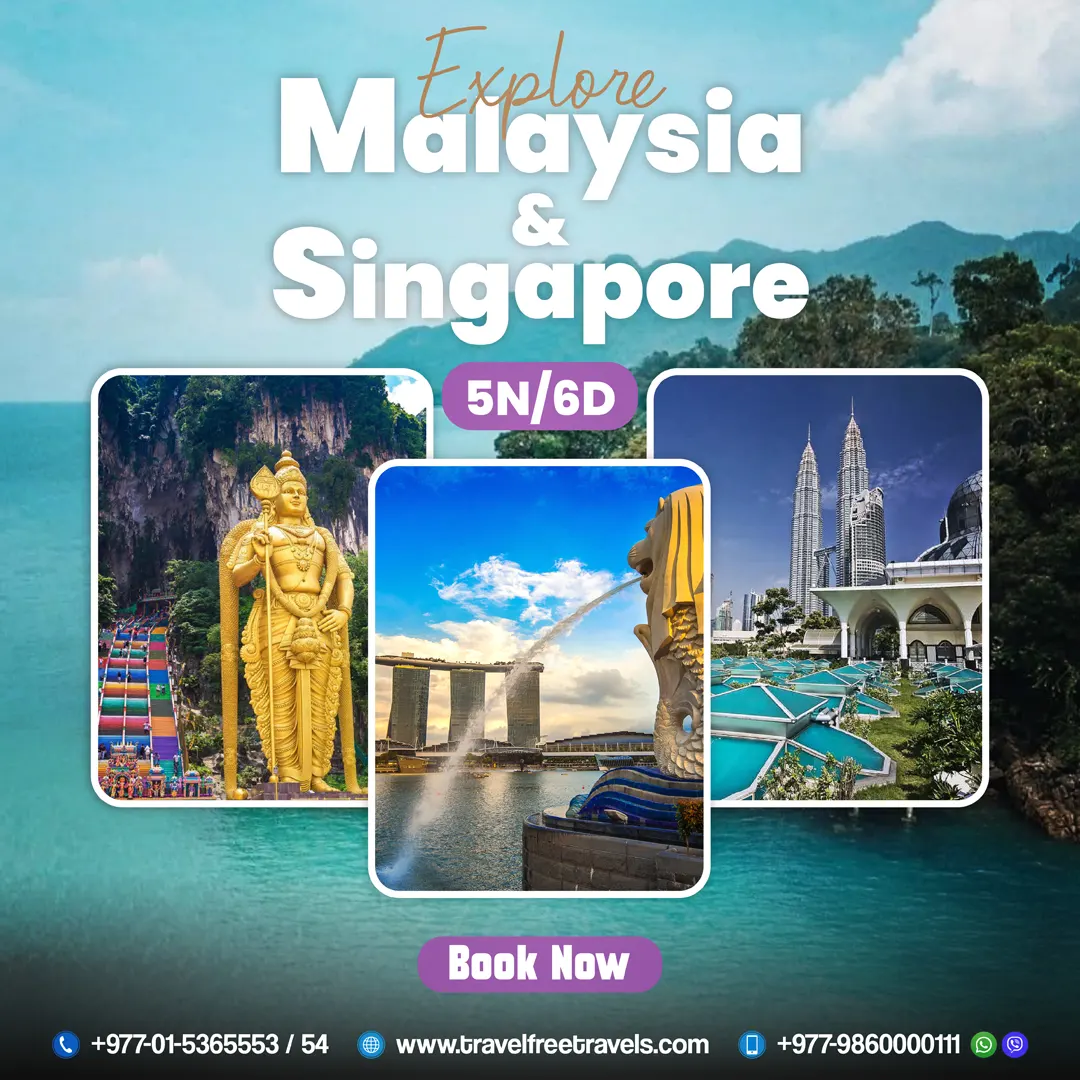 Explore
Malaysia
&
Singapore
5N/6D
Book Now
+977-01-5365553 / 54 www.travelfreetravels.com +977-9860000111